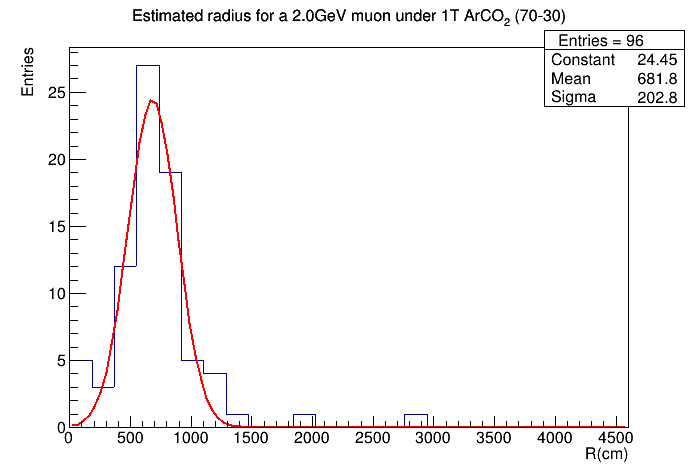 Estimated radius for a 2.0GeV muon under 1T ArCO₂ (70-30)
Entries = 96
Constant 24.45
Mean 681.8
Sigma 202.8
Entries
25
20
15
10
5
0
0 500 1000 1500 2000 2500 3000 3500 4000 4500
R(cm)